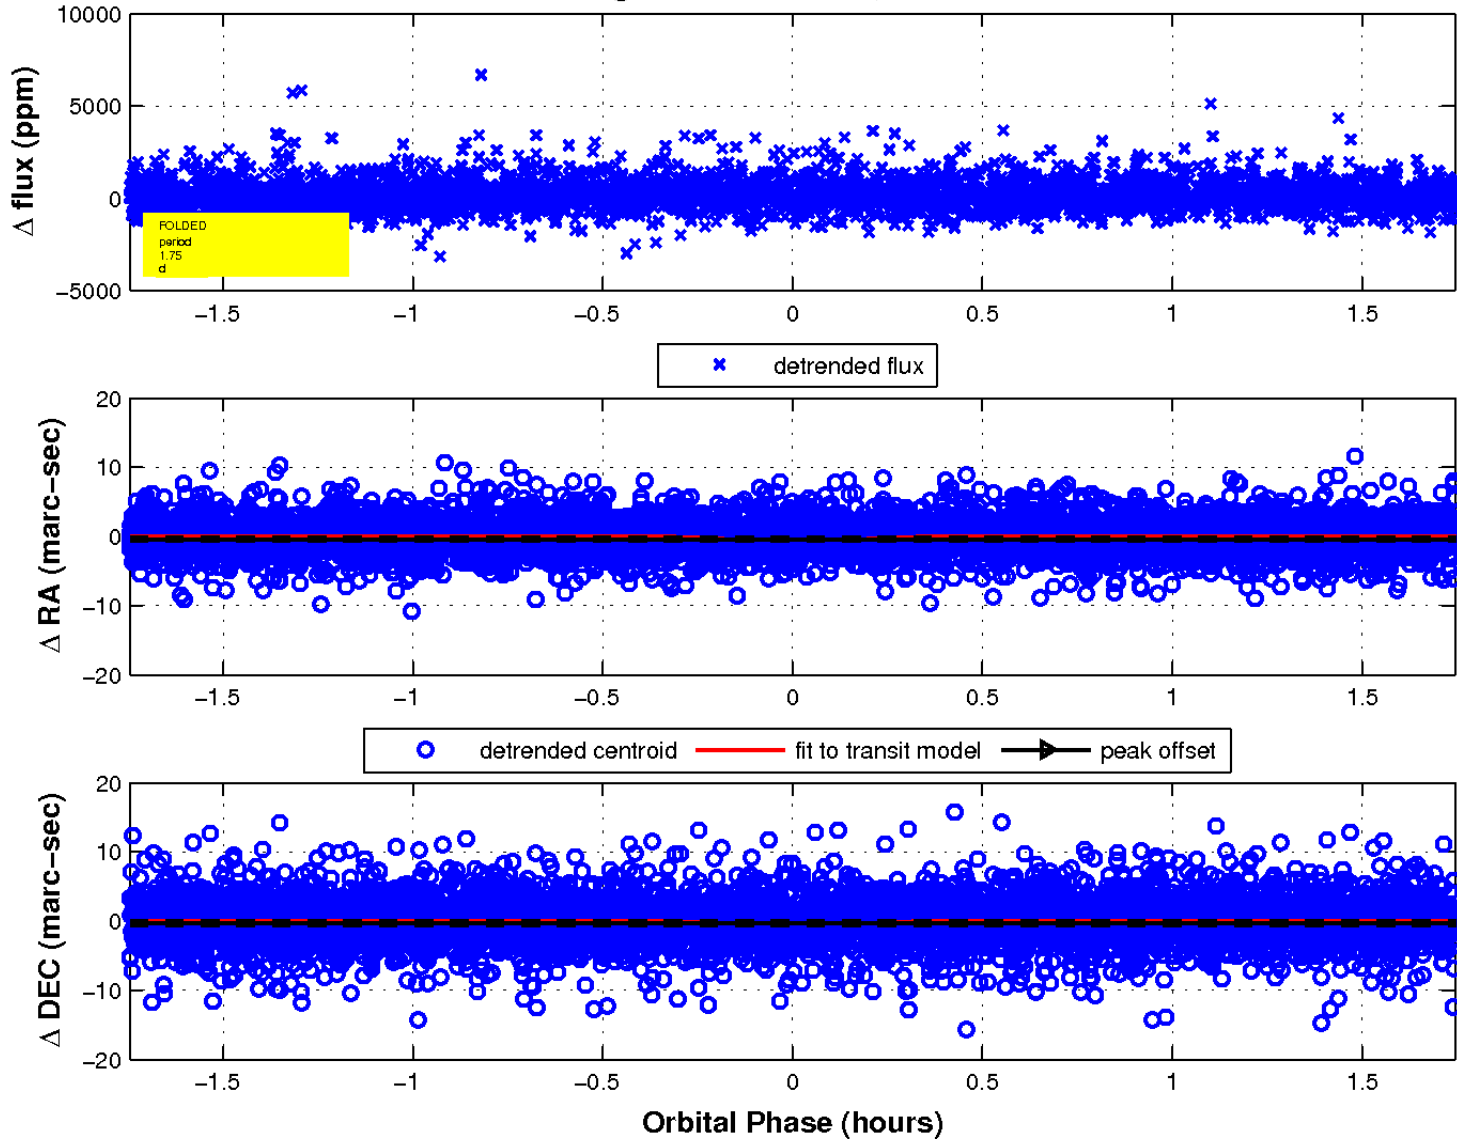 10000
5000
0
−5000
Δ flux (ppm)
FOLDED
period
1.75
d
−1.5 −1 −0.5 0 0.5 1 1.5
detrended flux
20
10
0
−10
−20
Δ RA (marc−sec)
−1.5 −1 −0.5 0 0.5 1 1.5
detrended centroid fit to transit model peak offset
20
10
0
−10
−20
Δ DEC (marc−sec)
−1.5 −1 −0.5 0 0.5 1 1.5
Orbital Phase (hours)